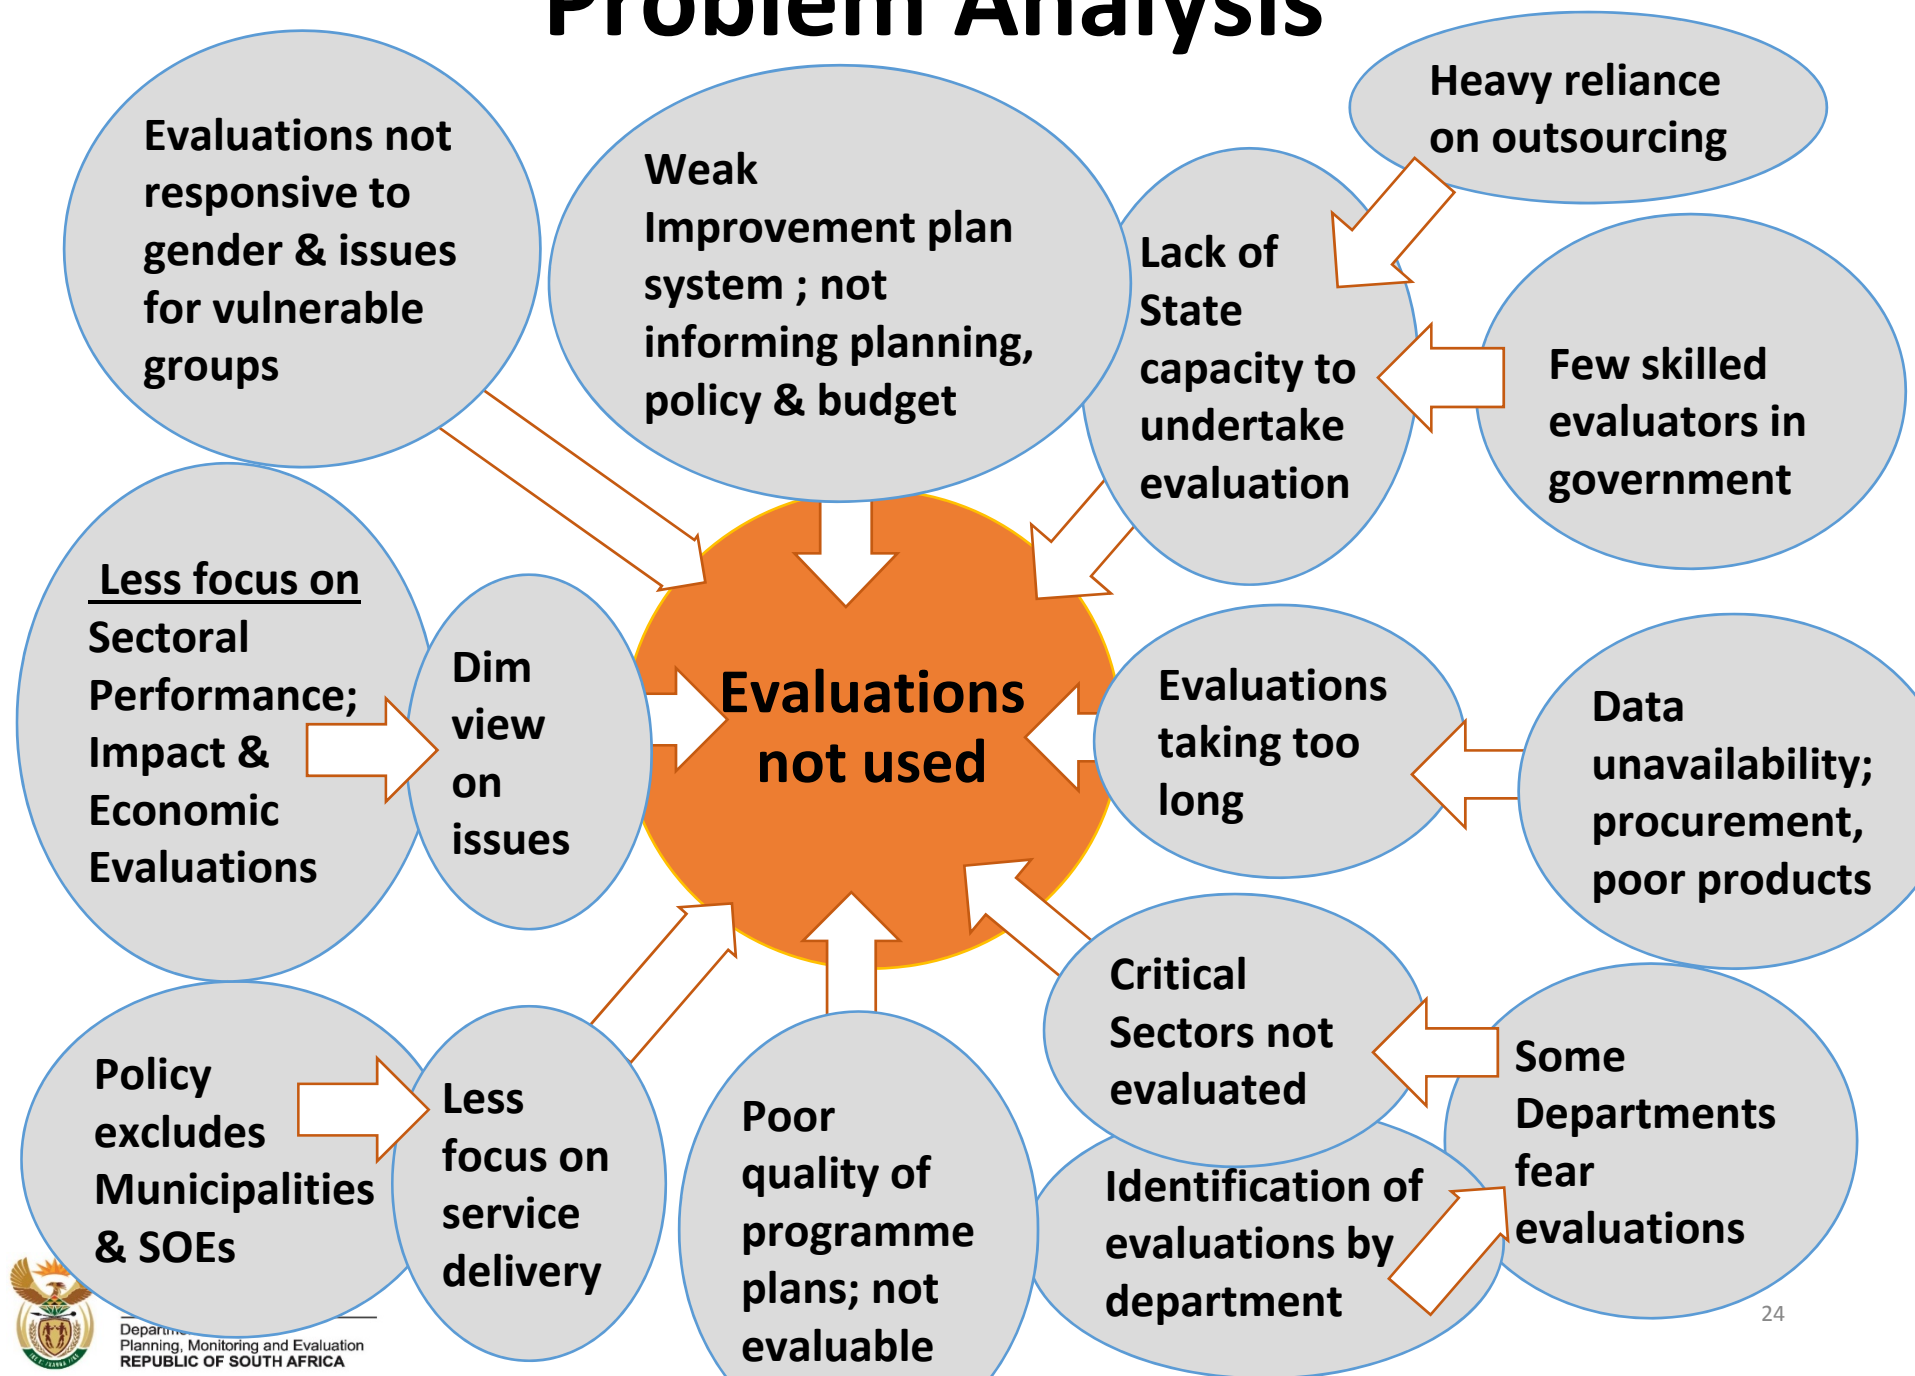 Problem Analysis
Evaluations not
responsive to
gender & issues
for vulnerable
groups
Weak
Improvement plan
system ; not
informing planning,
policy & budget
Lack of
State
capacity to
undertake
evaluation
Heavy reliance
on outsourcing
Few skilled
evaluators in
government
Less focus on
Sectoral
Performance;
Impact &
Economic
Evaluations
Dim
view
on
issues
Evaluations
not used
Evaluations
taking too
long
Data
unavailability;
procurement,
poor products
Policy
excludes
Municipalities
& SOEs
Less
focus on
service
delivery
Poor
quality of
programme
plans; not
evaluable
Critical
Sectors not
evaluated
Identification of
evaluations by
department
Some
Departments
fear
evaluations
Planning, Monitoring and Evaluation
REPUBLIC OF SOUTH AFRICA
24